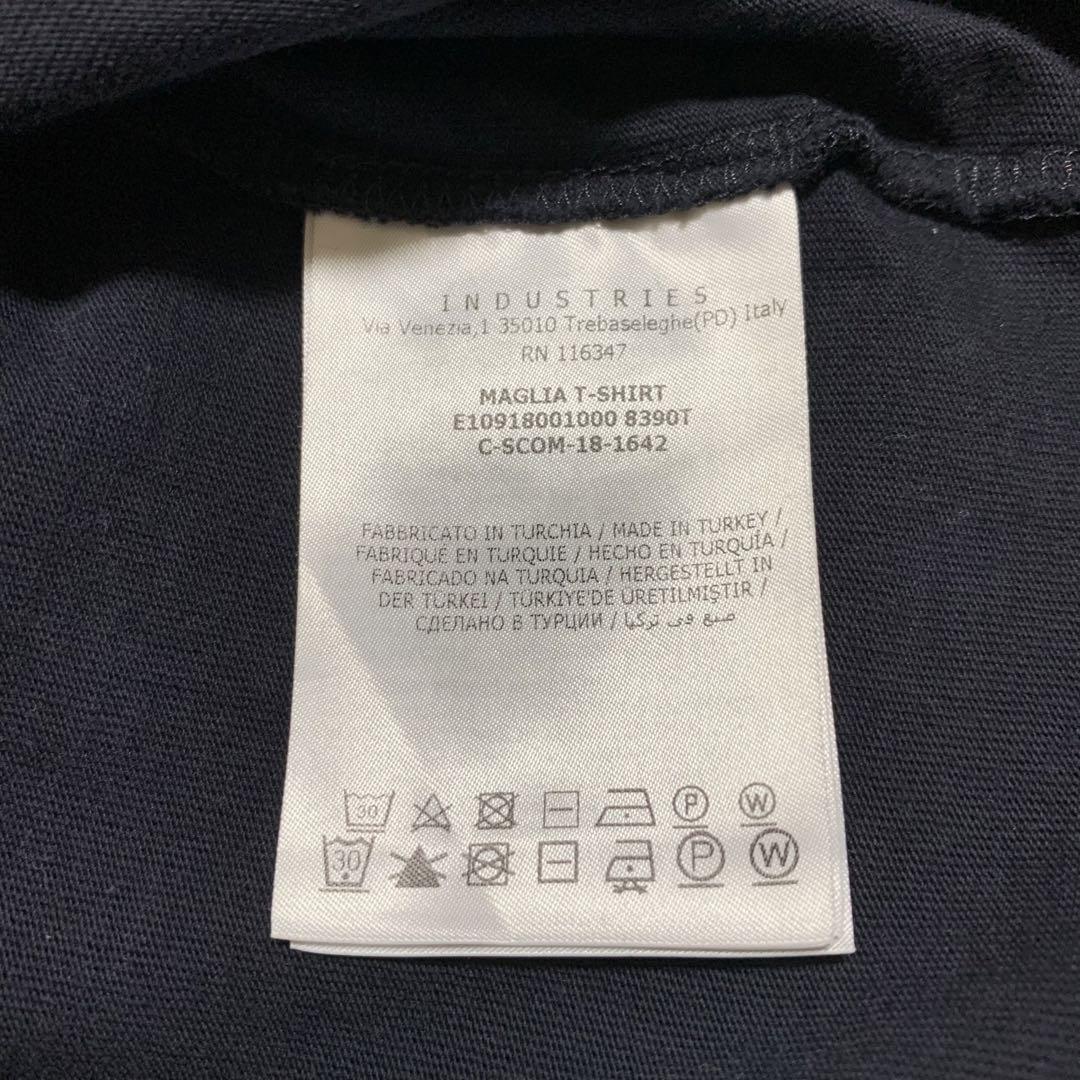 INDUSTRIES
Via Venezia,1 35010 Trebaseleghe(PD) Italy
RN 116347
MAGLIA T-SHIRT
E10918001000 8390T
C-SCOM-18-1642
FABBRICATO IN TURCHIA / MADE IN TURKEY /
FABRIQUÉ EN TURQUIE / HECHO EN TURQUÍA /
FABRICADO NA TURQUIA / HERGESTELLT IN
DER TÜRKEI / TÜRKIYE'DE ÜRETILMIŞTIR /
СДЕЛАНО В ТУРЦИИ / صنع في تركيا
30 P W
30 P W